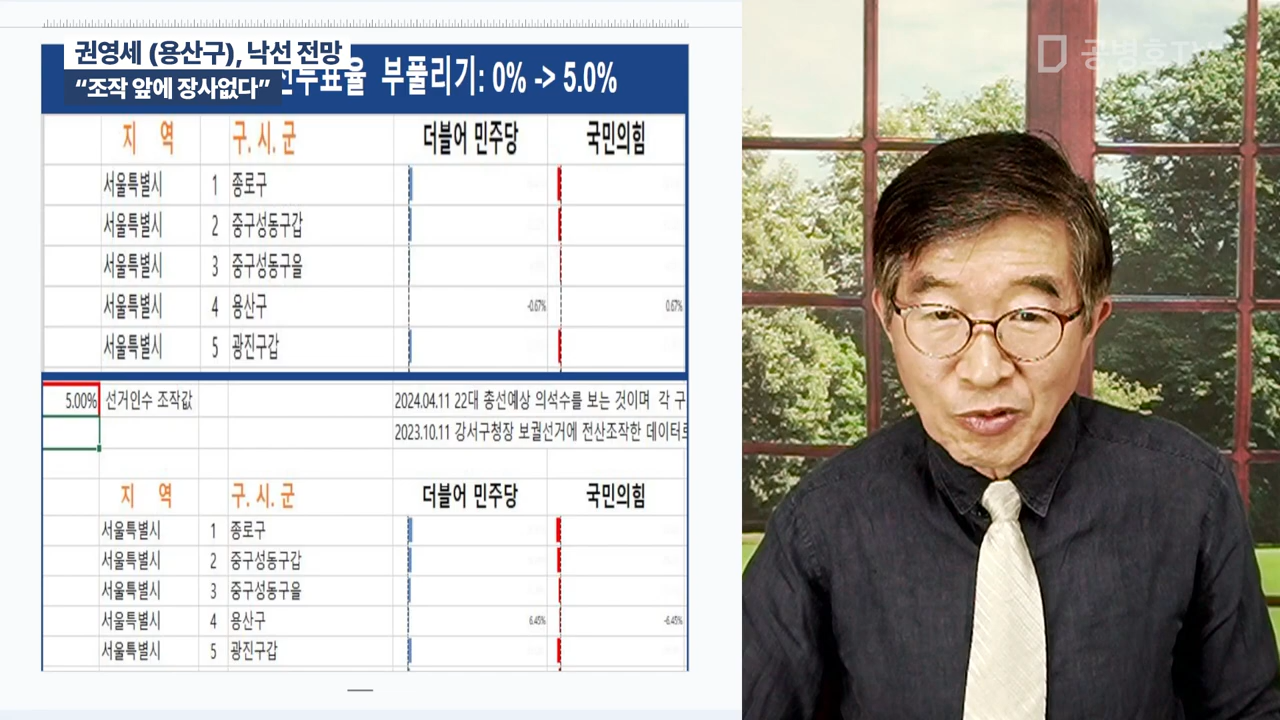 권영세 (용산구), 낙선 전망
“조작 앞에 장사없다”
전투표율 부풀리기: 0% -> 5.0%
공병호TV
지 역 구. 시. 군 더불어 민주당 국민의힘
서울특별시 1 종로구
서울특별시 2 중구성동구갑
서울특별시 3 중구성동구을
서울특별시 4 용산구 -0.67% 0.67%
서울특별시 5 광진구갑
5.00% 선거인수 조작값 2024.04.11 22대 총선예상 의석수를 보는 것이며 각 구
2023.10.11 강서구청장 보궐선거에 전산조작한 데이터로
지 역 구. 시. 군 더불어 민주당 국민의힘
서울특별시 1 종로구
서울특별시 2 중구성동구갑
서울특별시 3 중구성동구을
서울특별시 4 용산구 6.45% -6.45%
서울특별시 5 광진구갑